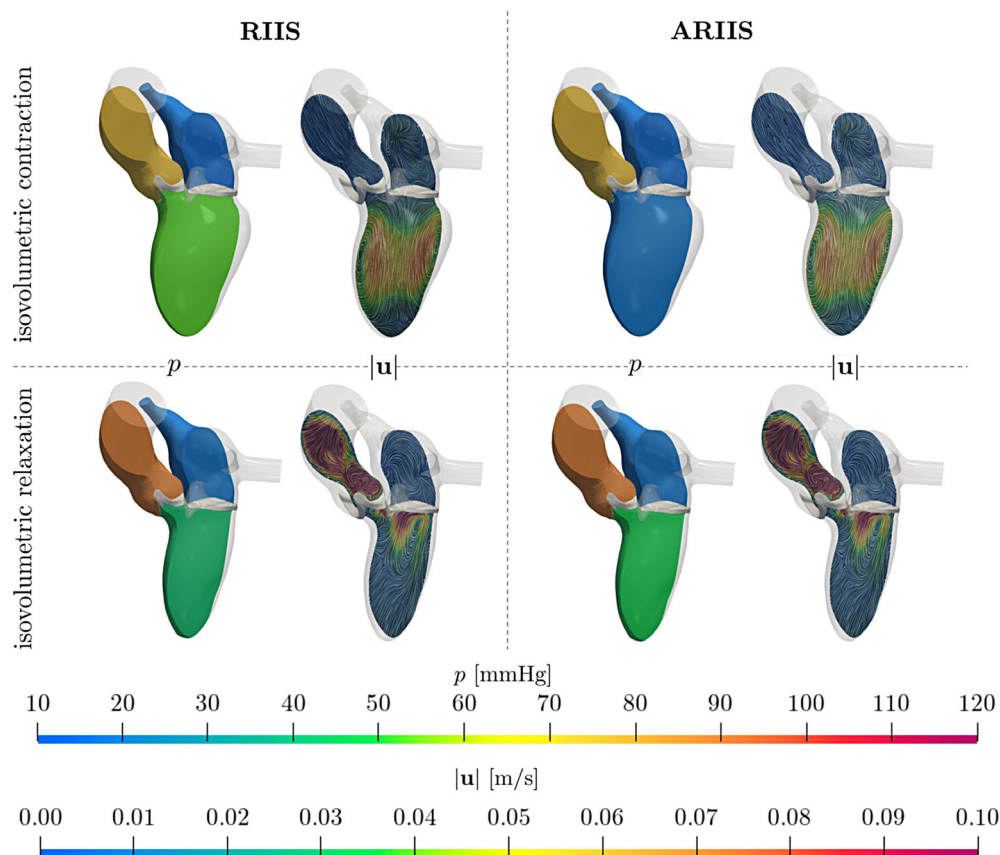 RIIS
ARIIS
isovolumetric contraction
p
|u|
p
|u|
isovolumetric relaxation
p [mmHg]
10 20 30 40 50 60 70 80 90 100 110 120
|u| [m/s]
0.00 0.01 0.02 0.03 0.04 0.05 0.06 0.07 0.08 0.09 0.10